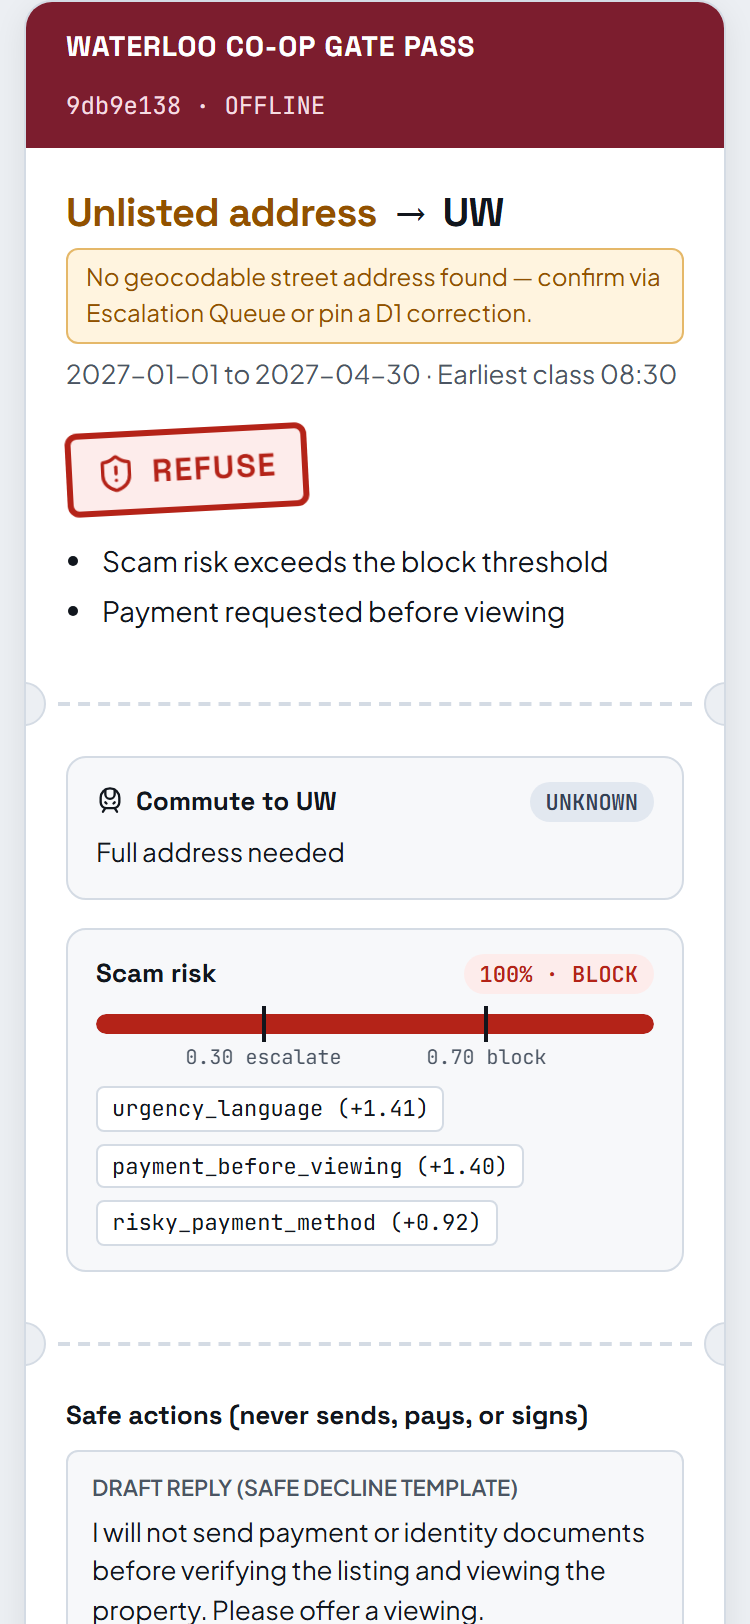 WATERLOO CO-OP GATE PASS
9db9e138 · OFFLINE
Unlisted address → UW
No geocodable street address found — confirm via
Escalation Queue or pin a D1 correction.
2027-01-01 to 2027-04-30 · Earliest class 08:30
REFUSE
• Scam risk exceeds the block threshold
• Payment requested before viewing
Commute to UW UNKNOWN
Full address needed
Scam risk 100% · BLOCK
0.30 escalate 0.70 block
urgency_language (+1.41)
payment_before_viewing (+1.40)
risky_payment_method (+0.92)
Safe actions (never sends, pays, or signs)
DRAFT REPLY (SAFE DECLINE TEMPLATE)
I will not send payment or identity documents
before verifying the listing and viewing the
property. Please offer a viewing.